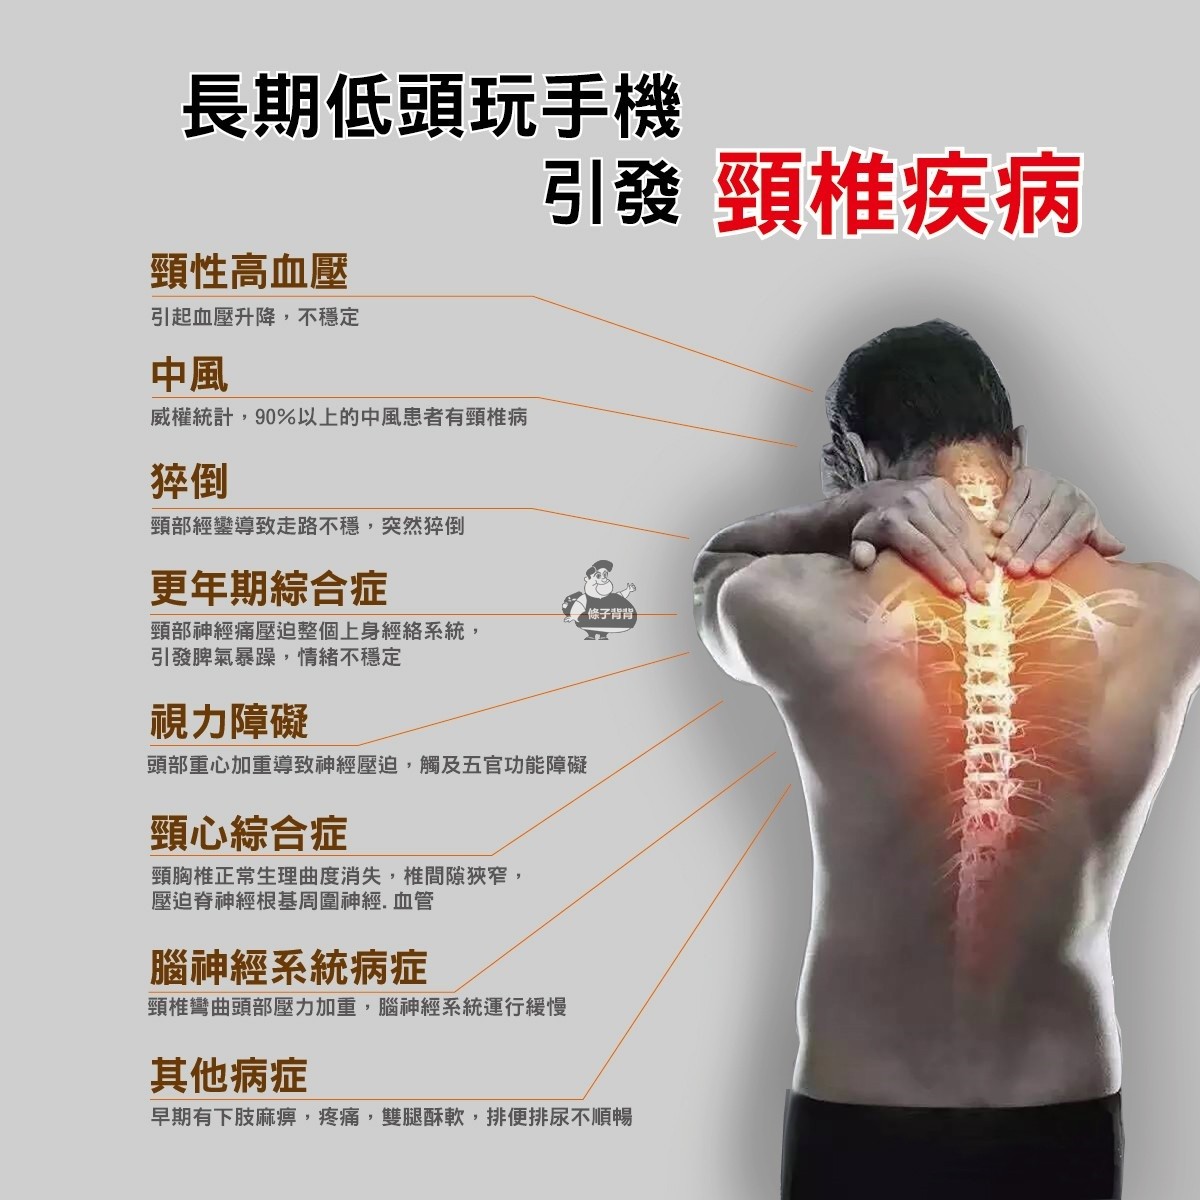 長期低頭玩手機
引發 頸椎疾病
頸性高血壓
引起血壓升降，不穩定
中風
威權統計，90%以上的中風患者有頸椎病
猝倒
頸部經鑾導致走路不穩，突然猝倒
更年期綜合症
頸部神經痛壓迫整個上身經絡系統，
引發脾氣暴躁，情緒不穩定
條子背背
視力障礙
頭部重心加重導致神經壓迫，觸及五官功能障礙
頸心綜合症
頸胸椎正常生理曲度消失，椎間隙狹窄，
壓迫脊神經根基周圍神經. 血管
腦神經系統病症
頸椎彎曲頭部壓力加重，腦神經系統運行緩慢
其他病症
早期有下肢麻痹，疼痛，雙腿酥軟，排便排尿不順暢